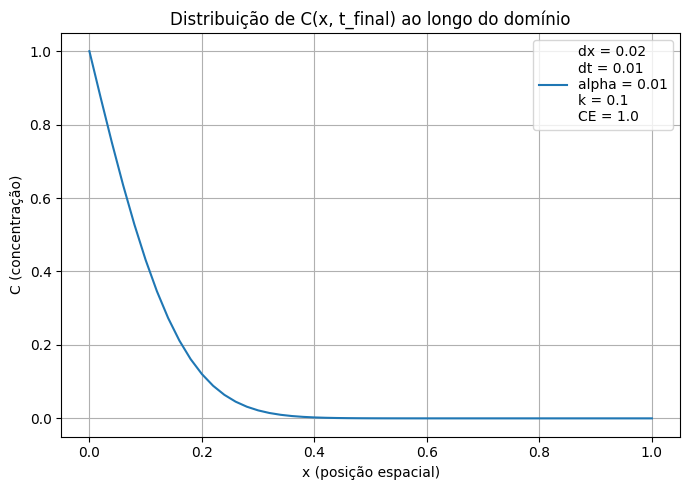 Distribuição de C(x, t_final) ao longo do domínio
dx = 0.02
dt = 0.01
alpha = 0.01
k = 0.1
CE = 1.0
C (concentração)
1.0
0.8
0.6
0.4
0.2
0.0
0.0 0.2 0.4 0.6 0.8 1.0
x (posição espacial)